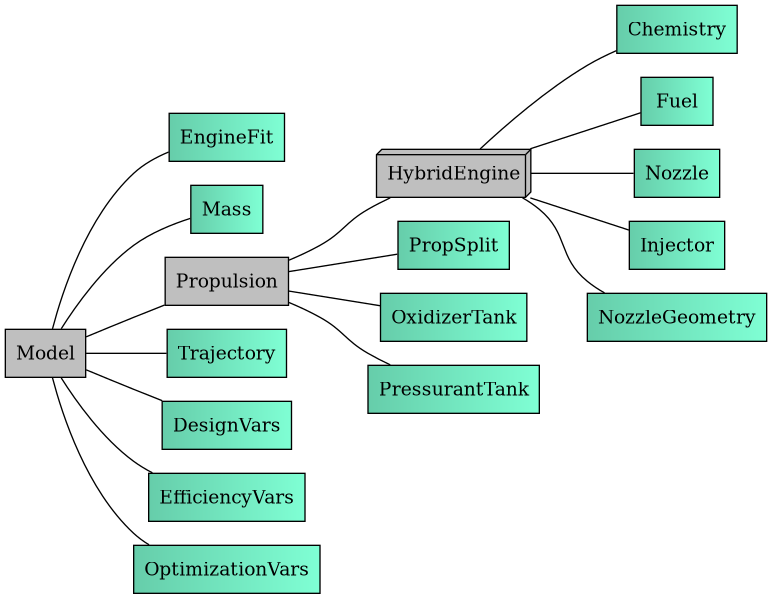 Chemistry
Fuel
EngineFit
HybridEngine
Nozzle
Mass
PropSplit
Injector
Propulsion
OxidizerTank
NozzleGeometry
Model
Trajectory
PressurantTank
DesignVars
EfficiencyVars
OptimizationVars